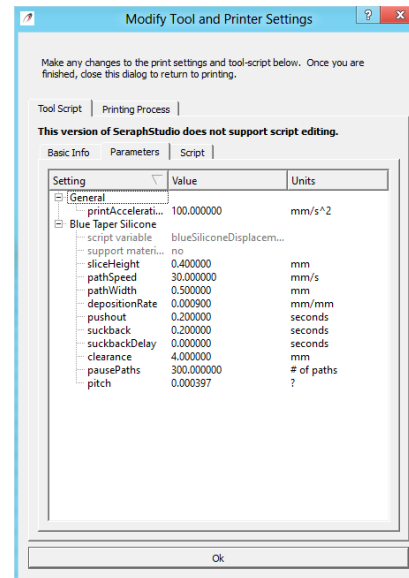 Modify Tool and Printer Settings
? x
Make any changes to the print settings and tool-script below. Once you are
finished, close this dialog to return to printing.
Tool Script Printing Process
This version of SeraphStudio does not support script editing.
Basic Info Parameters Script
Setting Value Units
General
printAccelerati... 100.000000 mm/s^2
Blue Taper Silicone
script variable blueSiliconeDisplacem...
support materi... no
sliceHeight 0.400000 mm
pathSpeed 30.000000 mm/s
pathWidth 0.500000 mm
depositionRate 0.000900 mm/mm
pushout 0.200000 seconds
suckback 0.200000 seconds
suckbackDelay 0.000000 seconds
clearance 4.000000 mm
pausePaths 300.000000 # of paths
pitch 0.000397 ?
Ok